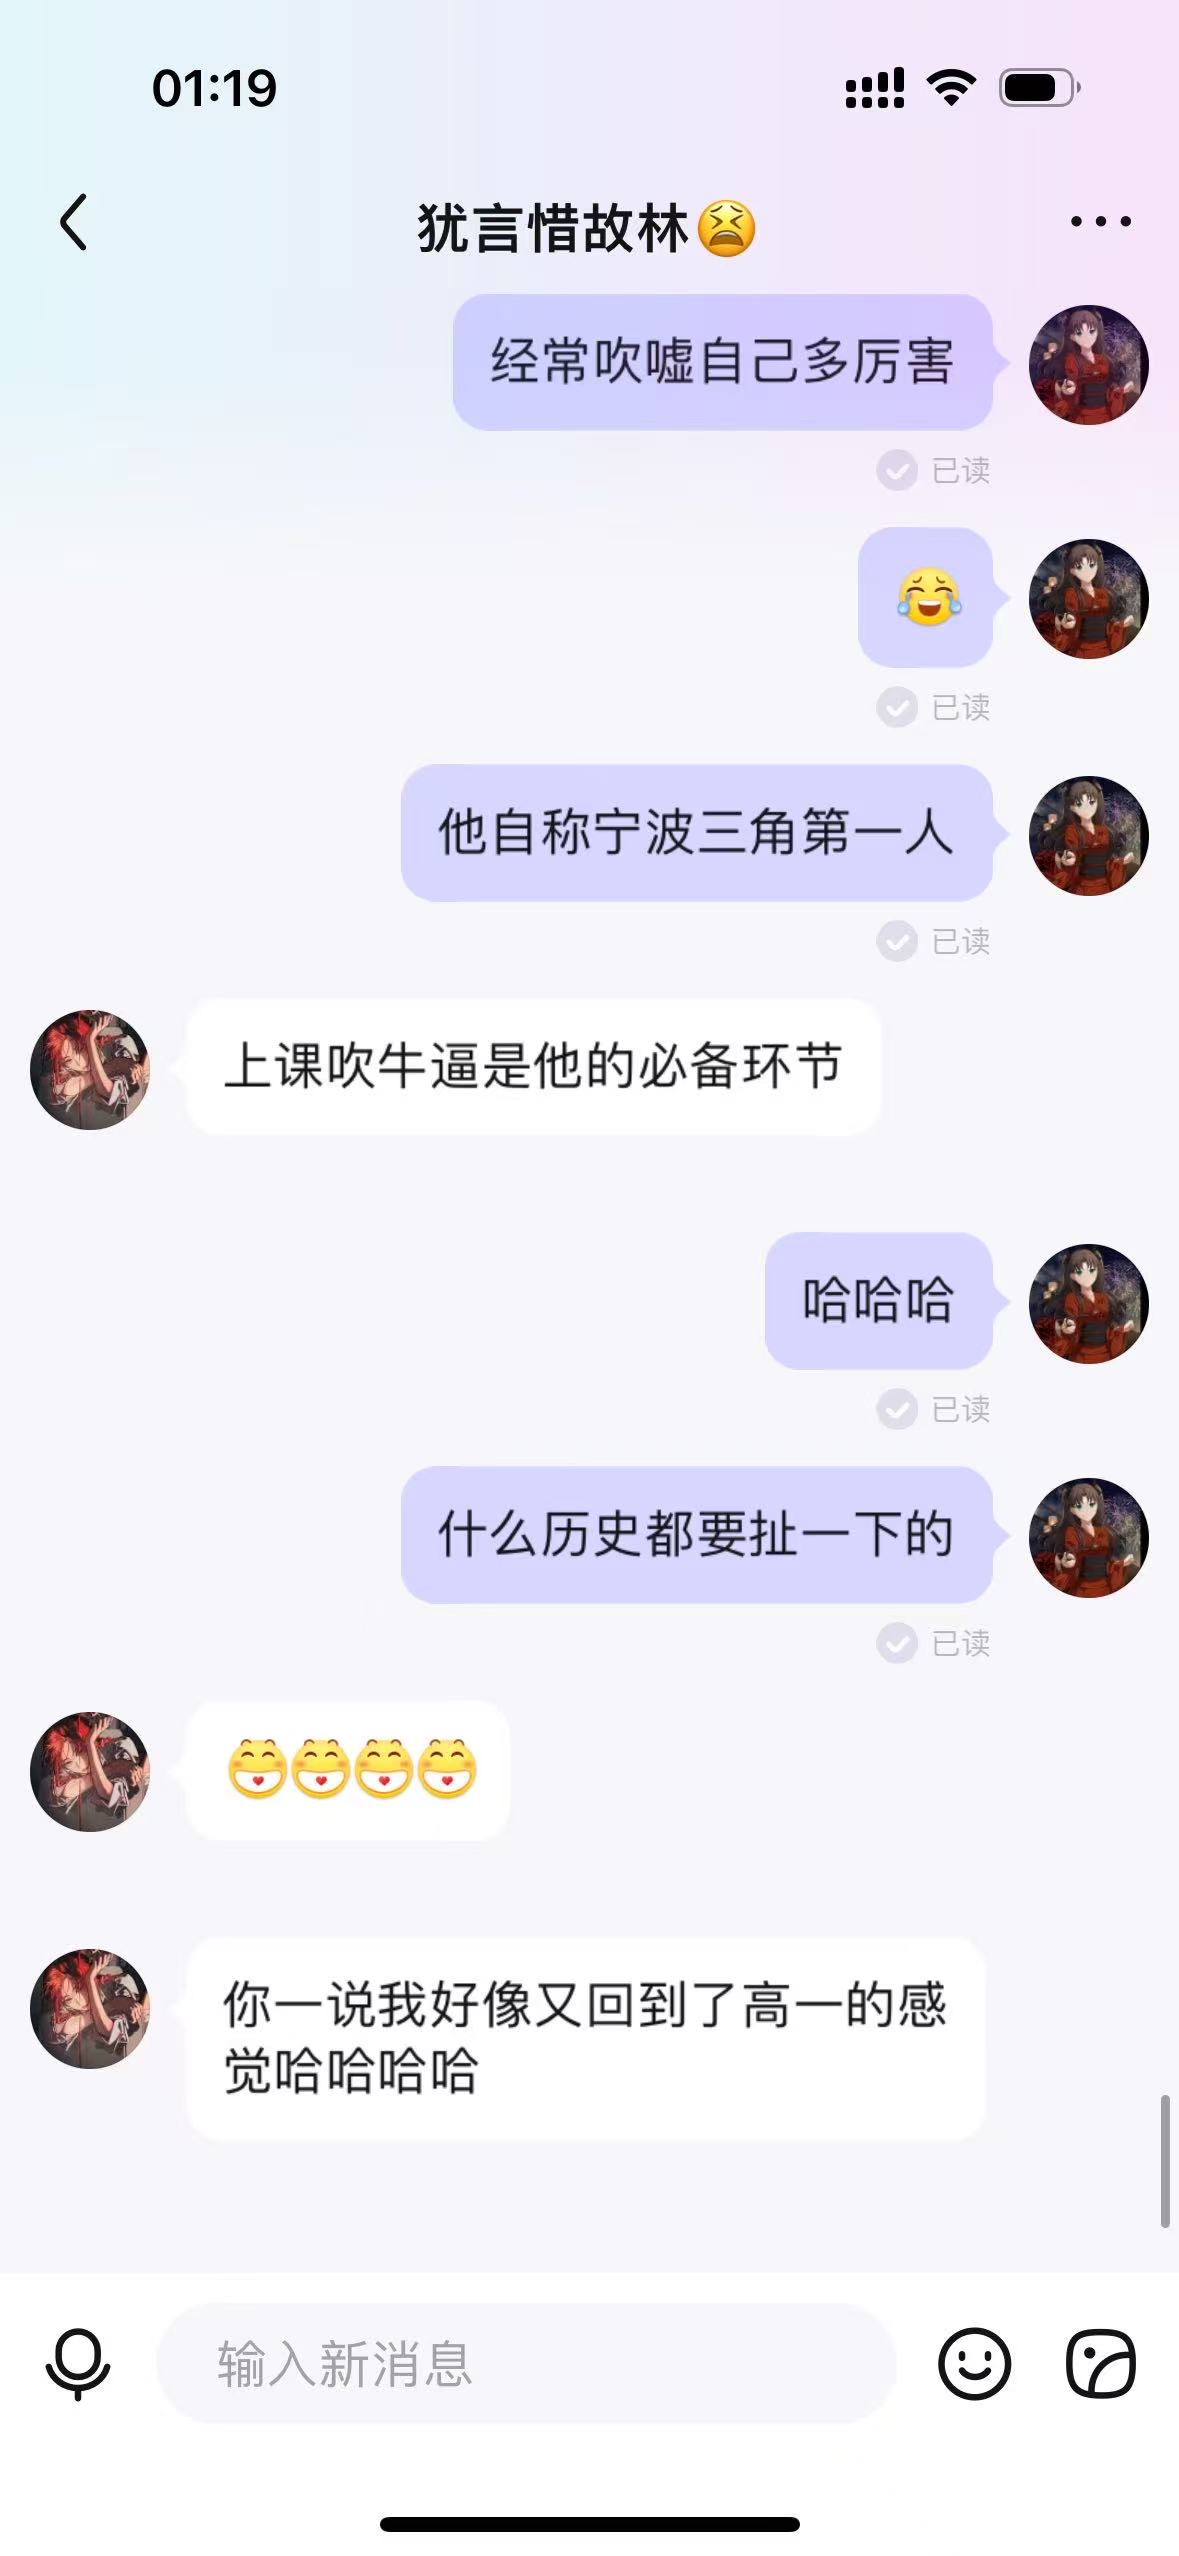 01:19
犹言惜故林😫
经常吹嘘自己多厉害
已读
😂
已读
他自称宁波三角第一人
已读
上课吹牛逼是他的必备环节
哈哈哈
已读
什么历史都要扯一下的
已读
你一说我好像又回到了高一的感
觉哈哈哈哈
输入新消息